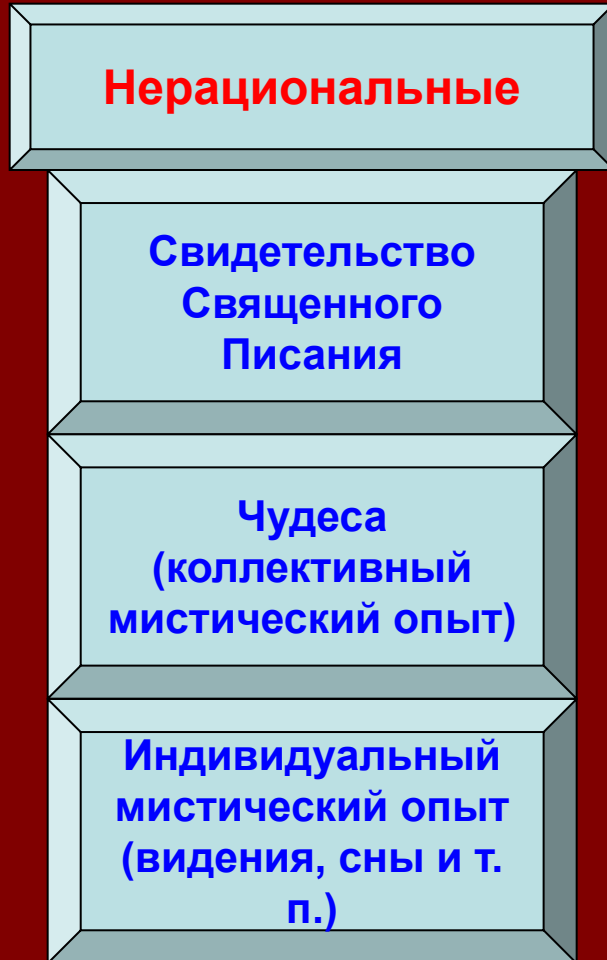 Нерациональные
Свидетельство
Священного
Писания
Чудеса
(коллективный
мистический опыт)
Индивидуальный
мистический опыт
(видения, сны и т.
п.)